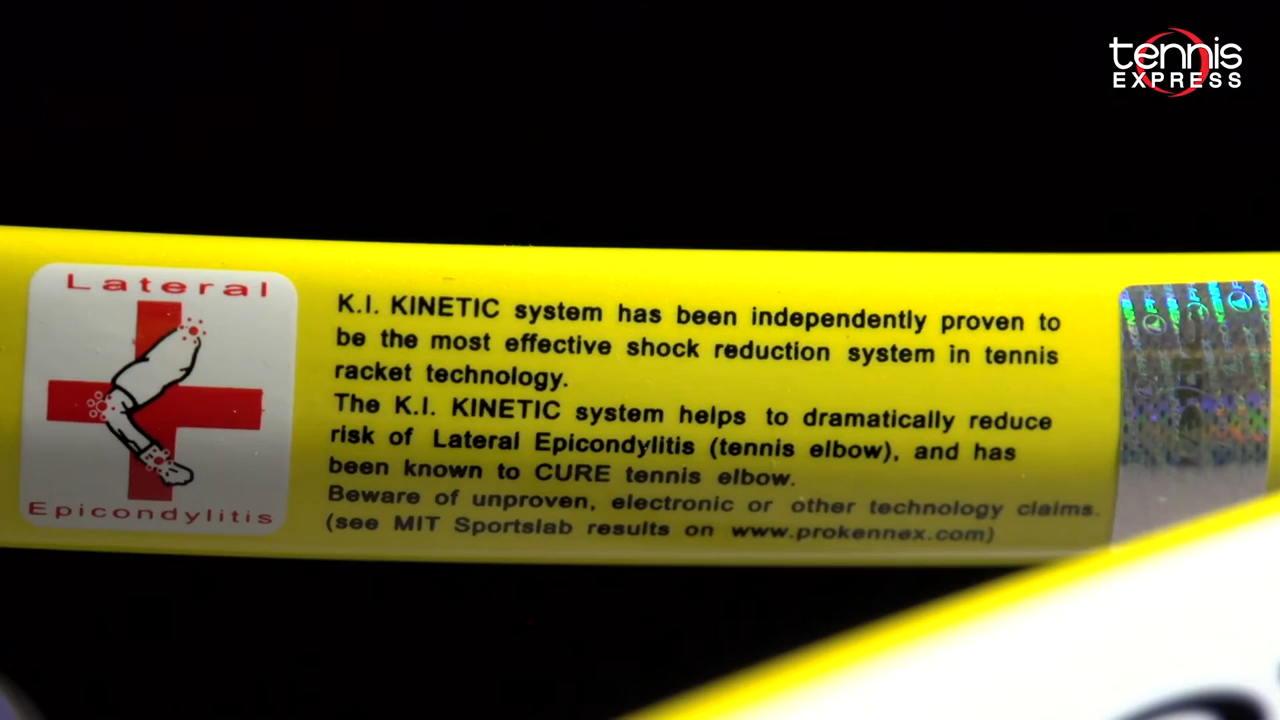 tennis
EXPRESS
Lateral
Epicondylitis
K.I. KINETIC system has been independently proven to
be the most effective shock reduction system in tennis
racket technology.
The K.I. KINETIC system helps to dramatically reduce
risk of Lateral Epicondylitis (tennis elbow), and has
been known to CURE tennis elbow.
Beware of unproven, electronic or other technology claims.
(see MIT Sportslab results on www.prokennex.com)